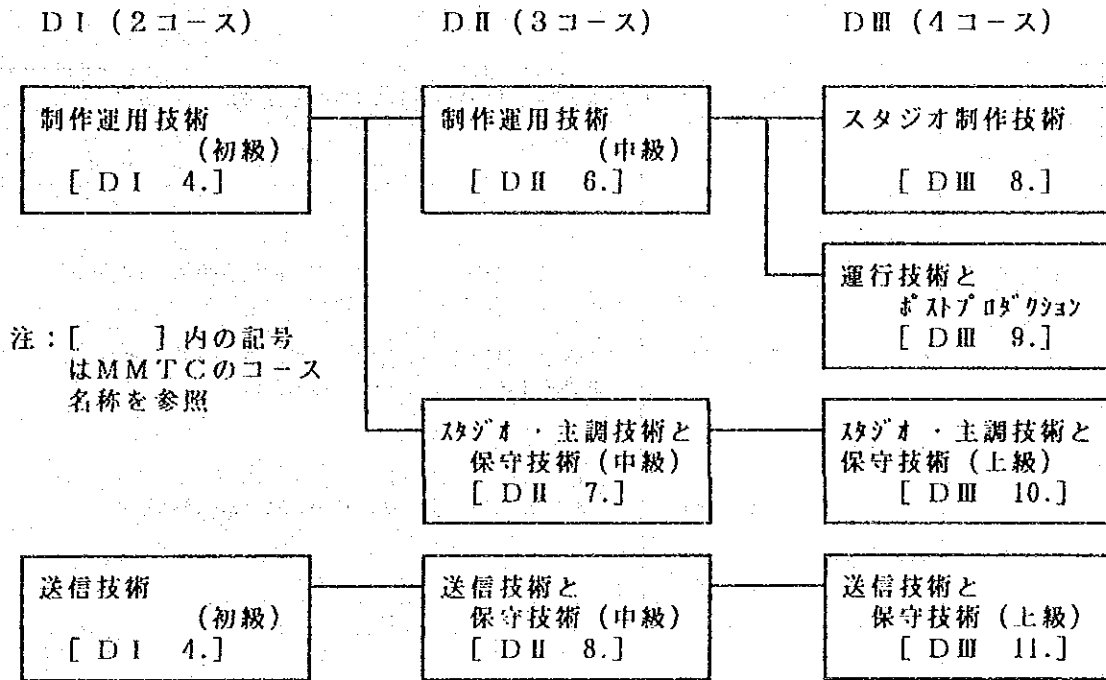 DⅠ(2コース)
DⅡ(3コース)
DⅢ(4コース)
制作運用技術
(初級)
[ DⅠ 4.]
制作運用技術
(中級)
[ DⅡ 6.]
スタジオ制作技術
[ DⅢ 8.]
運行技術と
ポストプロダクション
[ DⅢ 9.]
注:[ ]内の記号
はMMTCのコース
名称を参照
スタジオ・主調技術と
保守技術(中級)
[ DⅡ 7.]
スタジオ・主調技術と
保守技術(上級)
[ DⅢ 10.]
送信技術
(初級)
[ DⅠ 4.]
送信技術と
保守技術(中級)
[ DⅡ 8.]
送信技術と
保守技術(上級)
[ DⅢ 11.]